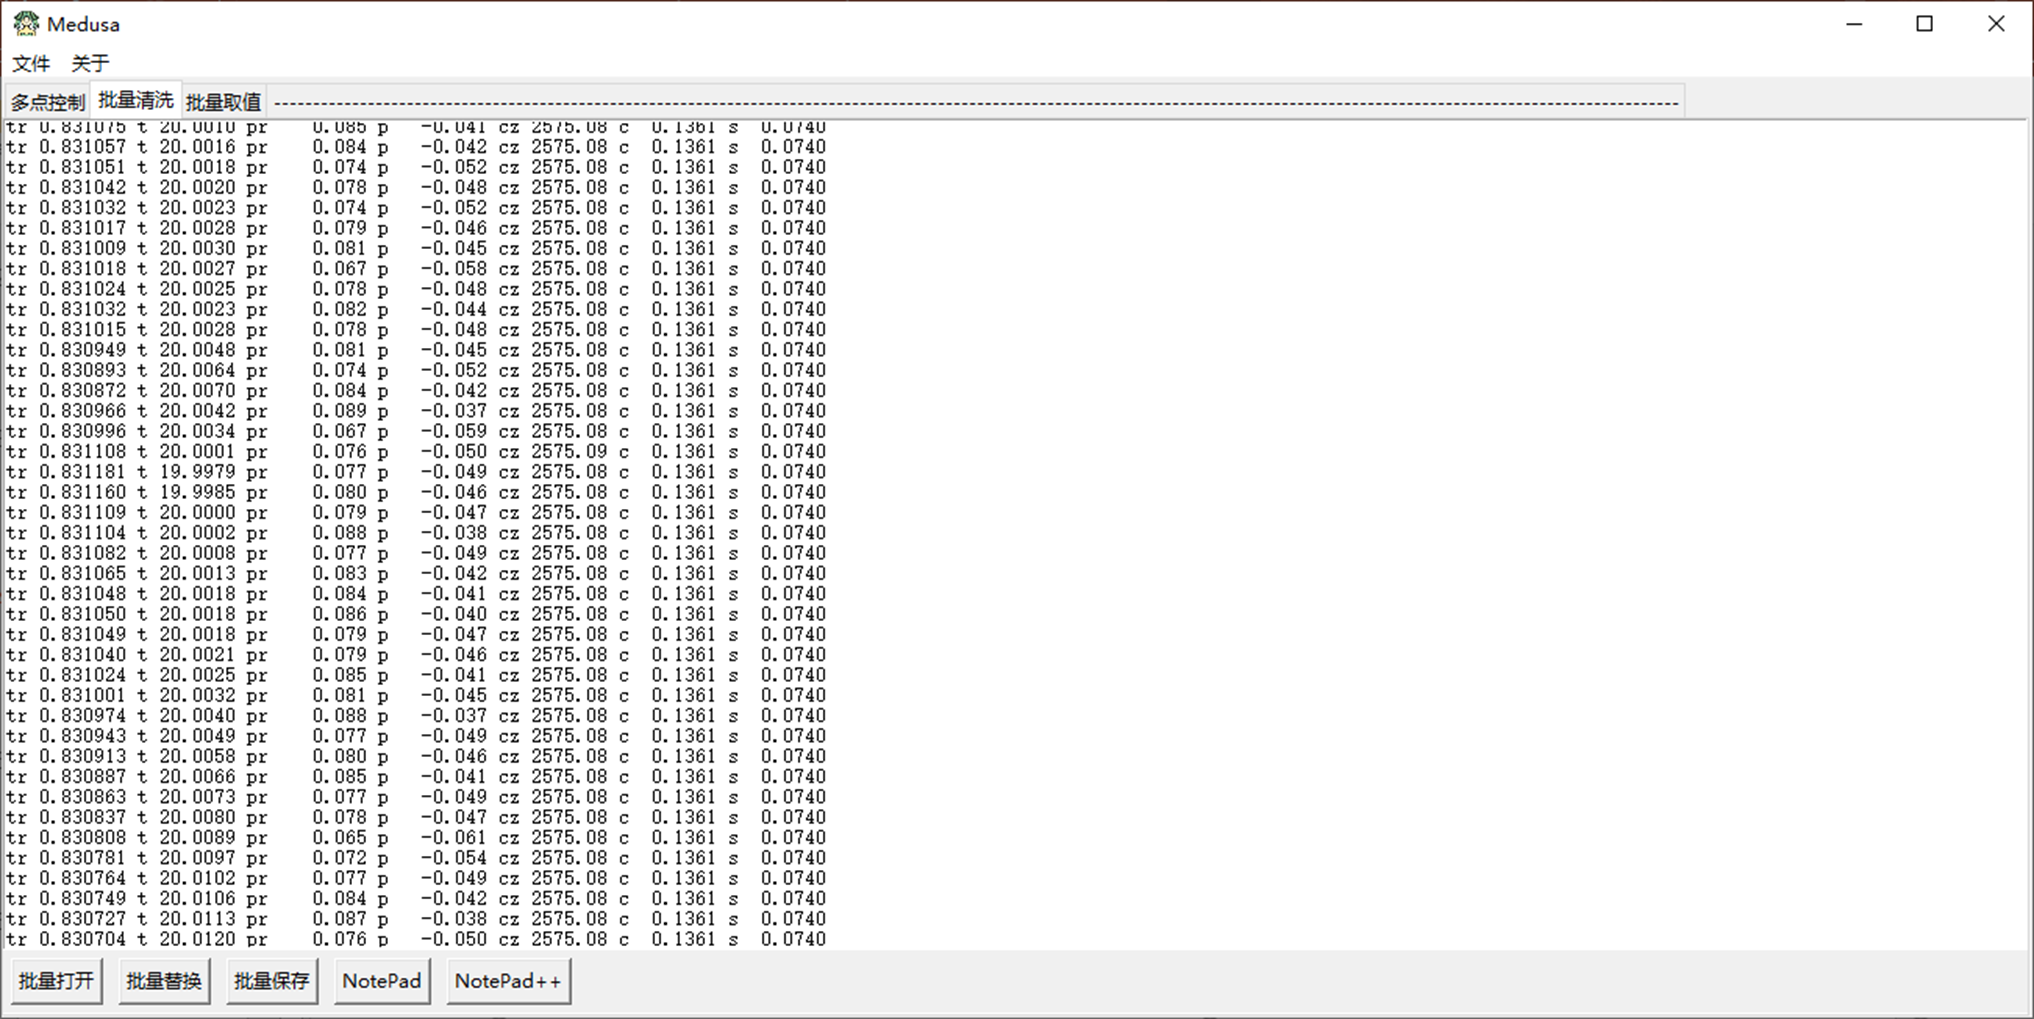 Medusa
文件 关于
多点控制 批量清洗 批量取值 --------------------------------------------------------------------------------
tr 0.831075 t 20.0010 pr 0.085 p -0.041 cz 2575.08 c 0.1361 s 0.0740
tr 0.831057 t 20.0016 pr 0.084 p -0.042 cz 2575.08 c 0.1361 s 0.0740
tr 0.831051 t 20.0018 pr 0.074 p -0.052 cz 2575.08 c 0.1361 s 0.0740
tr 0.831042 t 20.0020 pr 0.078 p -0.048 cz 2575.08 c 0.1361 s 0.0740
tr 0.831032 t 20.0023 pr 0.074 p -0.052 cz 2575.08 c 0.1361 s 0.0740
tr 0.831017 t 20.0028 pr 0.079 p -0.046 cz 2575.08 c 0.1361 s 0.0740
tr 0.831009 t 20.0030 pr 0.081 p -0.045 cz 2575.08 c 0.1361 s 0.0740
tr 0.831018 t 20.0027 pr 0.067 p -0.058 cz 2575.08 c 0.1361 s 0.0740
tr 0.831024 t 20.0025 pr 0.078 p -0.048 cz 2575.08 c 0.1361 s 0.0740
tr 0.831032 t 20.0023 pr 0.082 p -0.044 cz 2575.08 c 0.1361 s 0.0740
tr 0.831015 t 20.0028 pr 0.078 p -0.048 cz 2575.08 c 0.1361 s 0.0740
tr 0.830949 t 20.0048 pr 0.081 p -0.045 cz 2575.08 c 0.1361 s 0.0740
tr 0.830893 t 20.0064 pr 0.074 p -0.052 cz 2575.08 c 0.1361 s 0.0740
tr 0.830872 t 20.0070 pr 0.084 p -0.042 cz 2575.08 c 0.1361 s 0.0740
tr 0.830966 t 20.0042 pr 0.089 p -0.037 cz 2575.08 c 0.1361 s 0.0740
tr 0.830996 t 20.0034 pr 0.067 p -0.059 cz 2575.08 c 0.1361 s 0.0740
tr 0.831108 t 20.0001 pr 0.076 p -0.050 cz 2575.09 c 0.1361 s 0.0740
tr 0.831181 t 19.9979 pr 0.077 p -0.049 cz 2575.08 c 0.1361 s 0.0740
tr 0.831160 t 19.9985 pr 0.080 p -0.046 cz 2575.08 c 0.1361 s 0.0740
tr 0.831109 t 20.0000 pr 0.079 p -0.047 cz 2575.08 c 0.1361 s 0.0740
tr 0.831104 t 20.0002 pr 0.088 p -0.038 cz 2575.08 c 0.1361 s 0.0740
tr 0.831082 t 20.0008 pr 0.077 p -0.049 cz 2575.08 c 0.1361 s 0.0740
tr 0.831065 t 20.0013 pr 0.083 p -0.042 cz 2575.08 c 0.1361 s 0.0740
tr 0.831048 t 20.0018 pr 0.084 p -0.041 cz 2575.08 c 0.1361 s 0.0740
tr 0.831050 t 20.0018 pr 0.086 p -0.040 cz 2575.08 c 0.1361 s 0.0740
tr 0.831049 t 20.0018 pr 0.079 p -0.047 cz 2575.08 c 0.1361 s 0.0740
tr 0.831040 t 20.0021 pr 0.079 p -0.046 cz 2575.08 c 0.1361 s 0.0740
tr 0.831024 t 20.0025 pr 0.085 p -0.041 cz 2575.08 c 0.1361 s 0.0740
tr 0.831001 t 20.0032 pr 0.081 p -0.045 cz 2575.08 c 0.1361 s 0.0740
tr 0.830974 t 20.0040 pr 0.088 p -0.037 cz 2575.08 c 0.1361 s 0.0740
tr 0.830943 t 20.0049 pr 0.077 p -0.049 cz 2575.08 c 0.1361 s 0.0740
tr 0.830913 t 20.0058 pr 0.080 p -0.046 cz 2575.08 c 0.1361 s 0.0740
tr 0.830887 t 20.0066 pr 0.085 p -0.041 cz 2575.08 c 0.1361 s 0.0740
tr 0.830863 t 20.0073 pr 0.077 p -0.049 cz 2575.08 c 0.1361 s 0.0740
tr 0.830837 t 20.0080 pr 0.078 p -0.047 cz 2575.08 c 0.1361 s 0.0740
tr 0.830808 t 20.0089 pr 0.065 p -0.061 cz 2575.08 c 0.1361 s 0.0740
tr 0.830781 t 20.0097 pr 0.072 p -0.054 cz 2575.08 c 0.1361 s 0.0740
tr 0.830764 t 20.0102 pr 0.077 p -0.049 cz 2575.08 c 0.1361 s 0.0740
tr 0.830749 t 20.0106 pr 0.084 p -0.042 cz 2575.08 c 0.1361 s 0.0740
tr 0.830727 t 20.0113 pr 0.087 p -0.038 cz 2575.08 c 0.1361 s 0.0740
tr 0.830704 t 20.0120 pr 0.076 p -0.050 cz 2575.08 c 0.1361 s 0.0740
批量打开 批量替换 批量保存 NotePad NotePad++